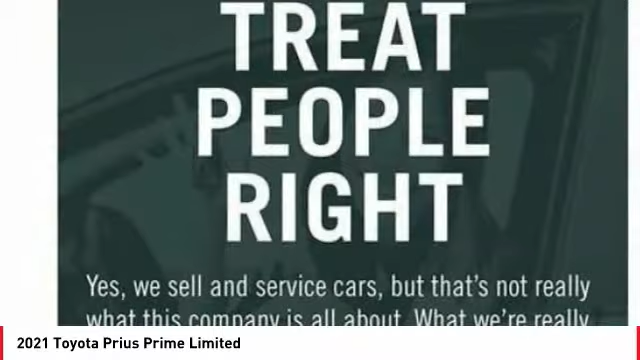 TREAT
PEOPLE
RIGHT
Yes, we sell and service cars, but that's not really
what this company is all about. What we're really
2021 Toyota Prius Prime Limited